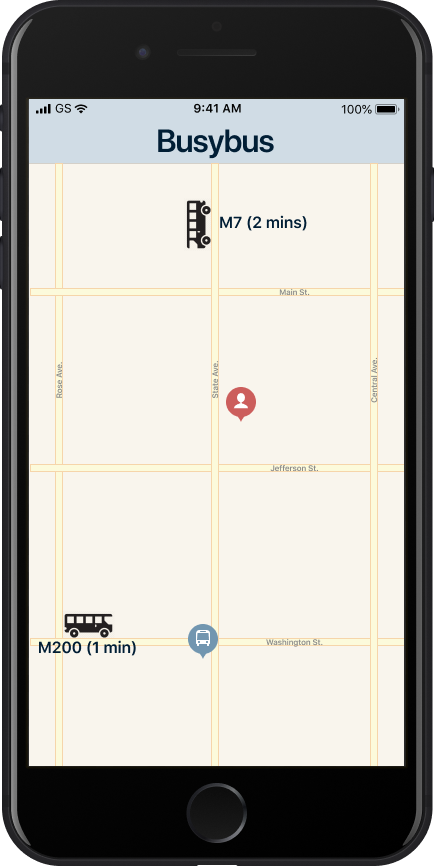 GS 9:41 AM 100%
Busybus
M7 (2 mins)
Main St.
Rose Ave.
State Ave.
Central Ave.
Jefferson St.
Washington St.
M200 (1 min)